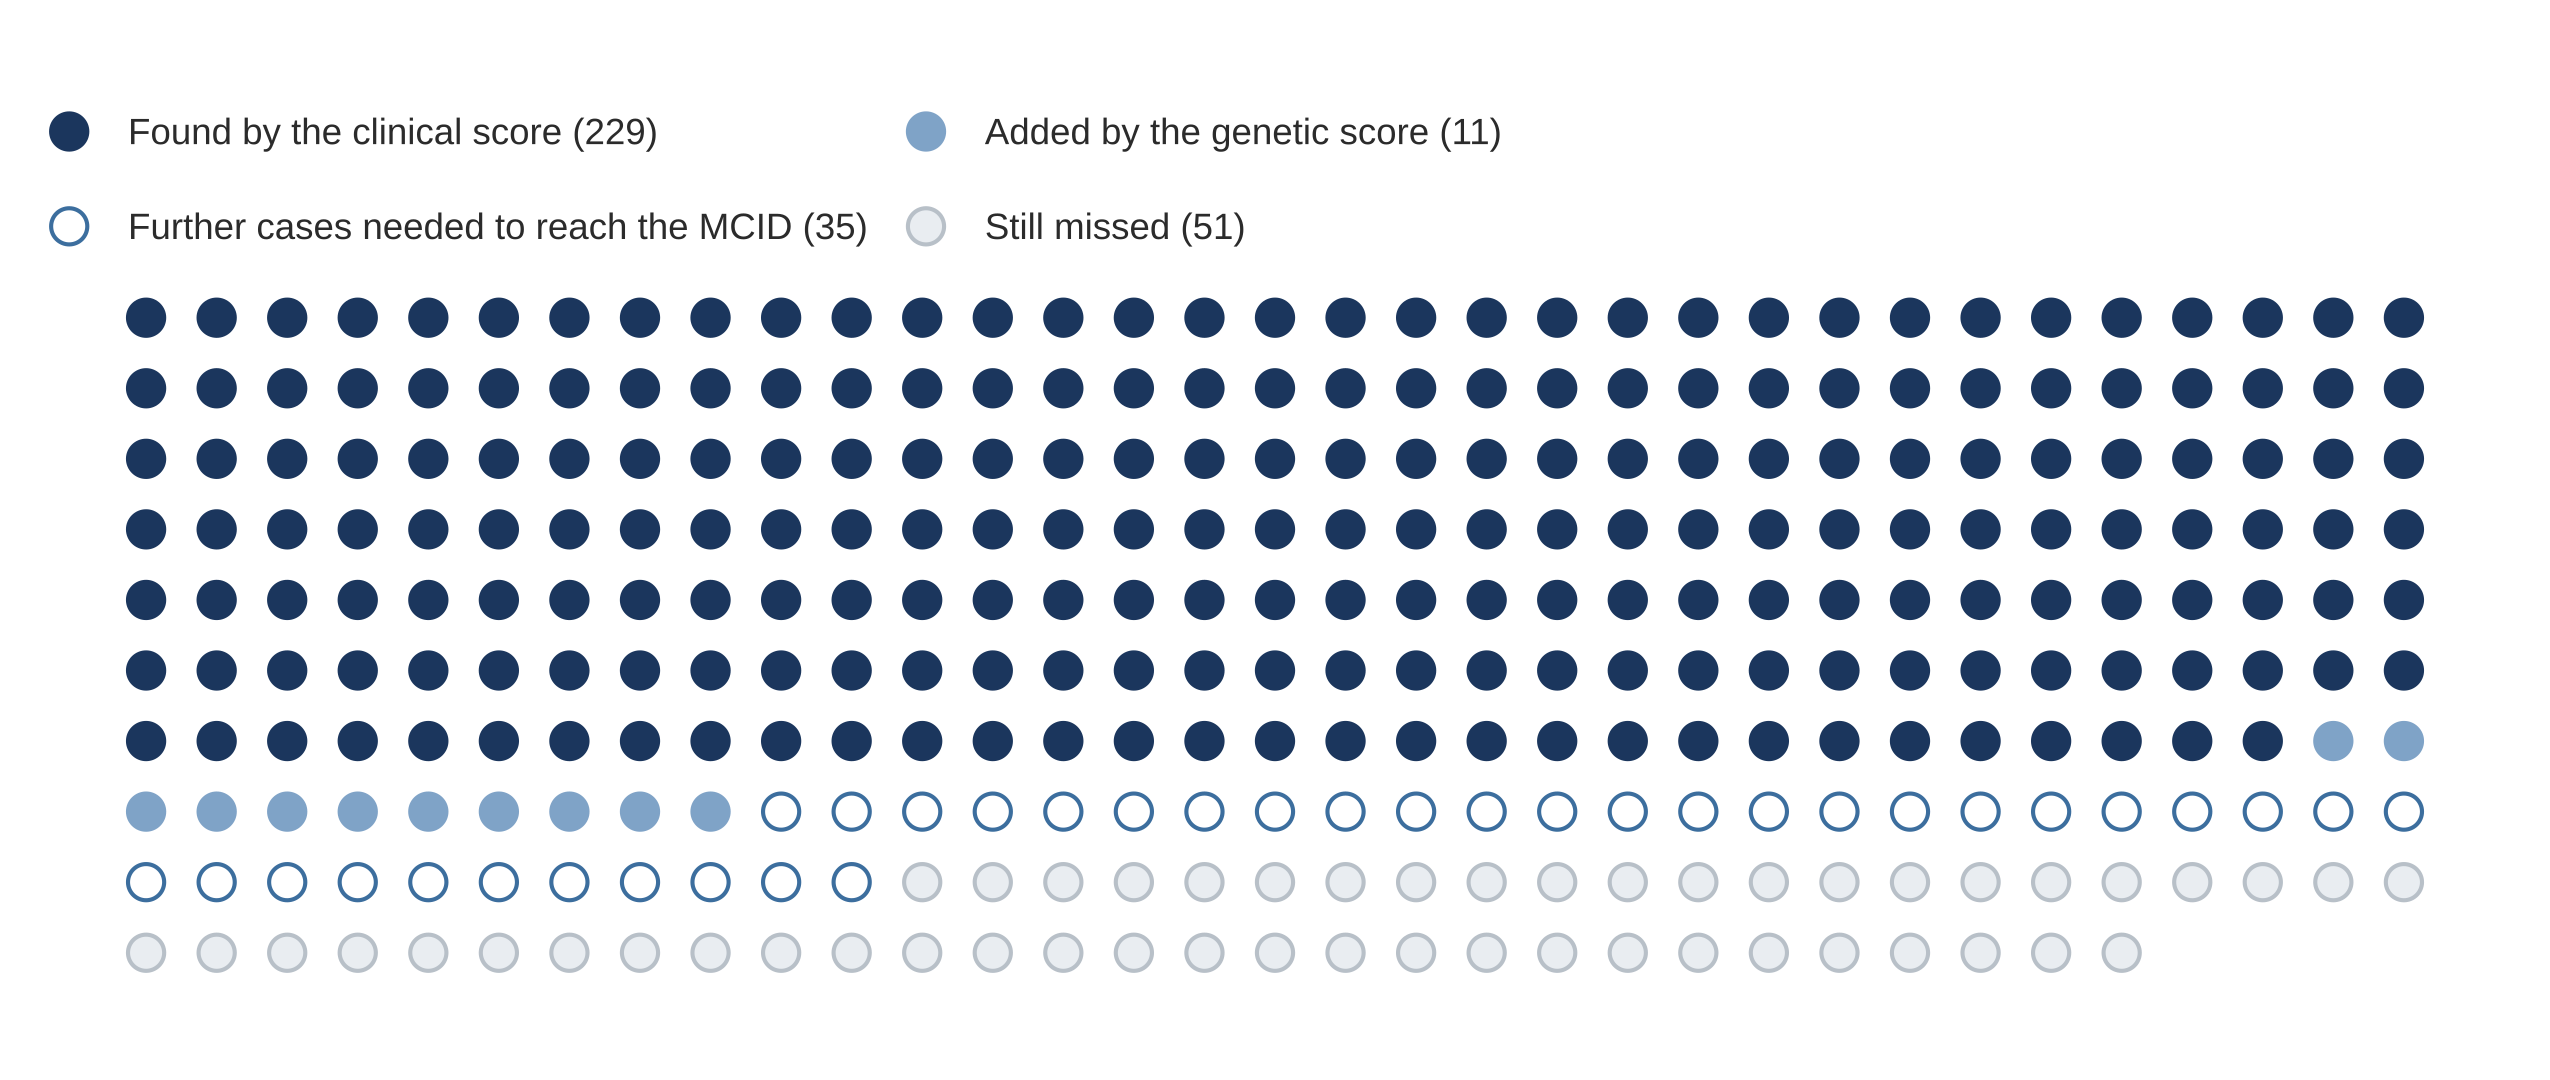 Found by the clinical score (229)
Added by the genetic score (11)
Further cases needed to reach the MCID (35)
Still missed (51)